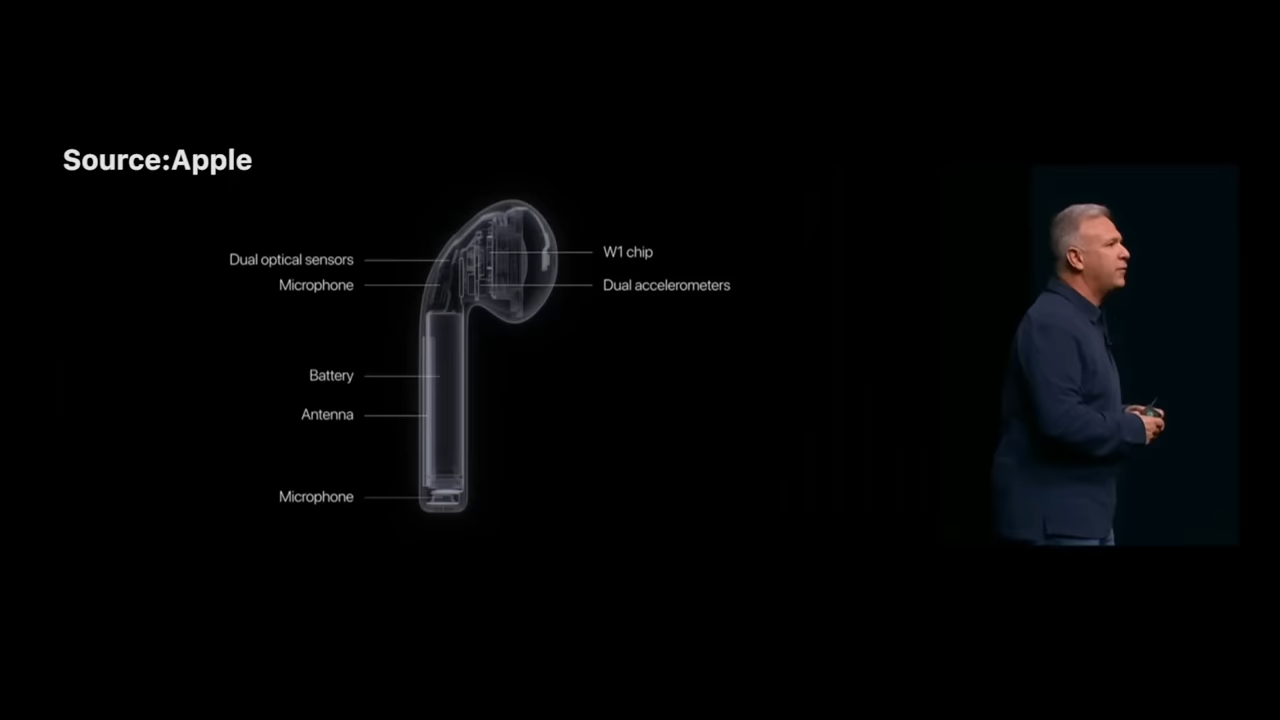 Source:Apple
Dual optical sensors
W1 chip
Microphone
Dual accelerometers
Battery
Antenna
Microphone